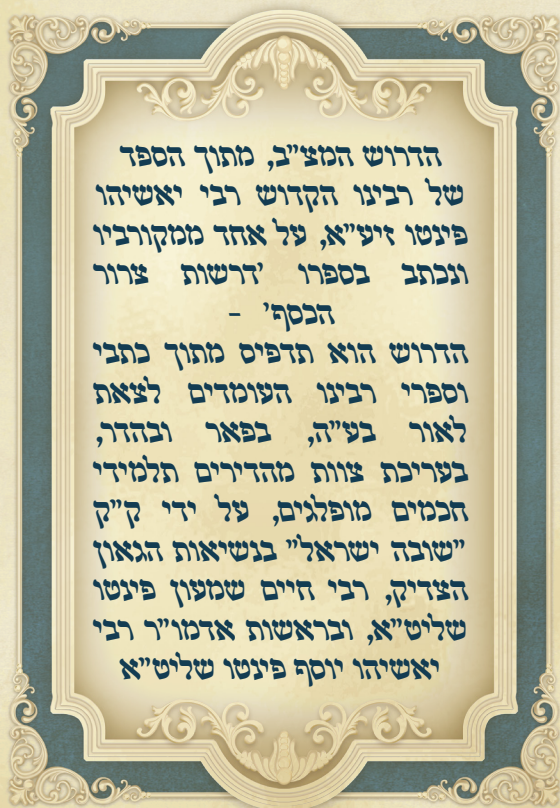 הדרוש המצ"ב, מתוך הספד
של רבינו הקדוש רבי יאשיהו
פינטו זיע"א, על אחד ממקורביו
ונכתב בספרו 'דרשות צרור
הכסף' -
הדרוש הוא תדפיס מתוך כתבי
וספרי רבינו העומדים לצאת
לאור בע"ה, בפאר ובהדר,
בעריכת צוות מהדירים תלמידי
חכמים מופלגים, על ידי ק"ק
"שובה ישראל" בנשיאות הגאון
הצדיק, רבי חיים שמעון פינטו
שליט"א, ובראשות אדמו"ר רבי
יאשיהו יוסף פינטו שליט"א